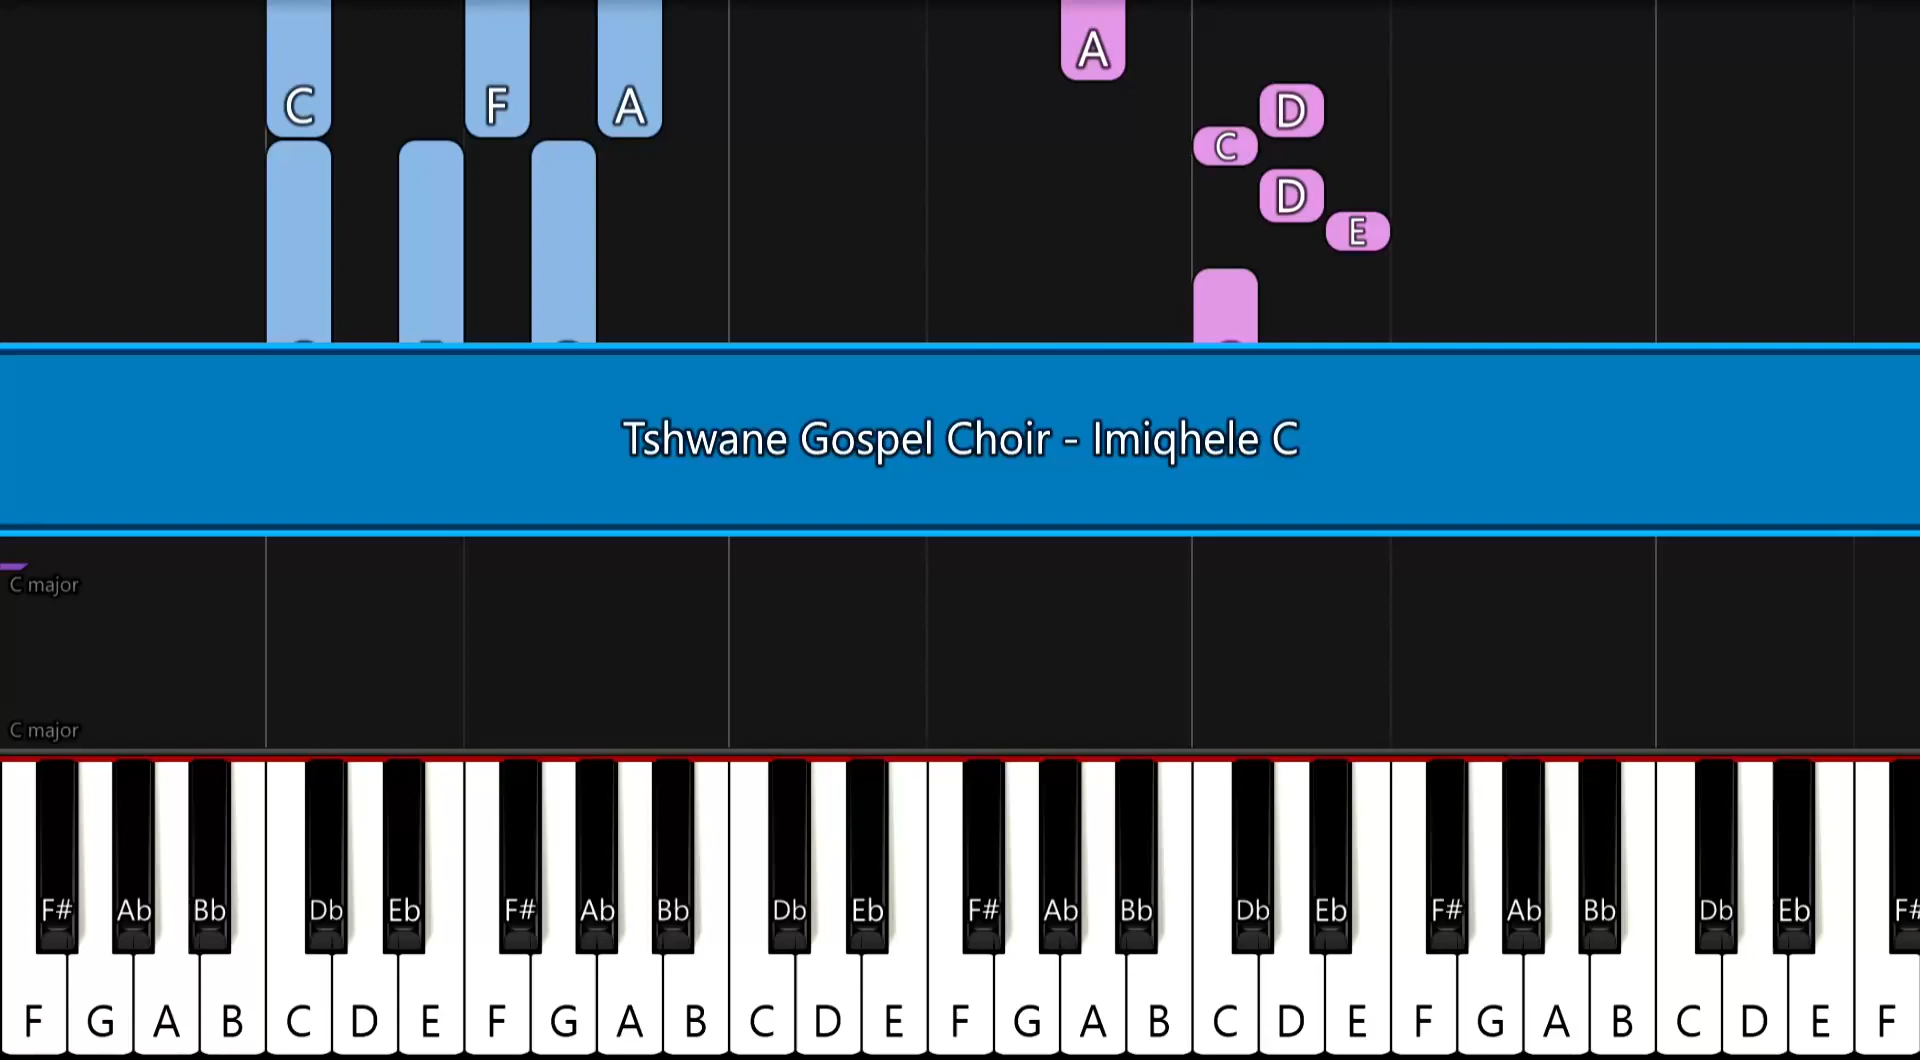 A
C F A
D
C
D
E
Tshwane Gospel Choir - Imiqhele C
C major
C major
F# Ab Bb Db Eb F# Ab Bb Db Eb F# Ab Bb Db Eb F# Ab Bb Db Eb F#
F G A B C D E F G A B C D E F G A B C D E F G A B C D E F